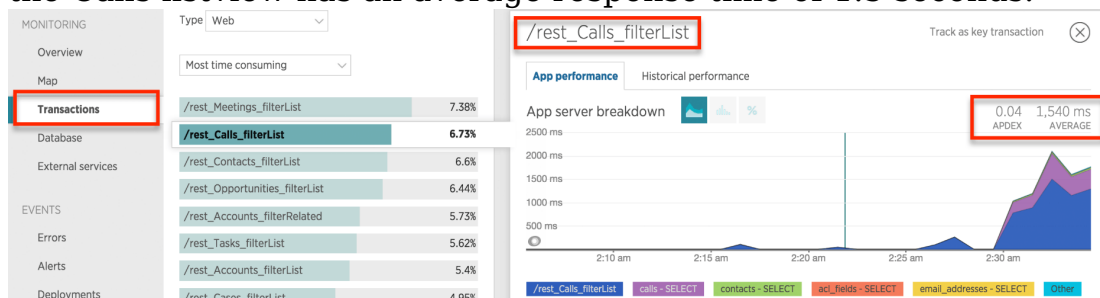 the Calls listview has an average response time of 1.5 seconds.
MONITORING
Overview
Map
Transactions
Database
External services
EVENTS
Errors
Alerts
Deployments
Type Web
Most time consuming
/rest_Meetings_filterList 7.38%
/rest_Calls_filterList 6.73%
/rest_Contacts_filterList 6.6%
/rest_Opportunities_filterList 6.44%
/rest_Accounts_filterRelated 5.73%
/rest_Tasks_filterList 5.62%
/rest_Accounts_filterList 5.4%
/rest_Cases_filterList 4.95%
/rest_Calls_filterList
Track as key transaction
App performance Historical performance
App server breakdown %
0.04 1,540 ms
APDEX AVERAGE
2500 ms
2000 ms
1500 ms
1000 ms
500 ms
2:10 am 2:15 am 2:20 am 2:25 am 2:30 am
/rest_Calls_filterList calls - SELECT contacts - SELECT acl_fields - SELECT email_addresses - SELECT Other